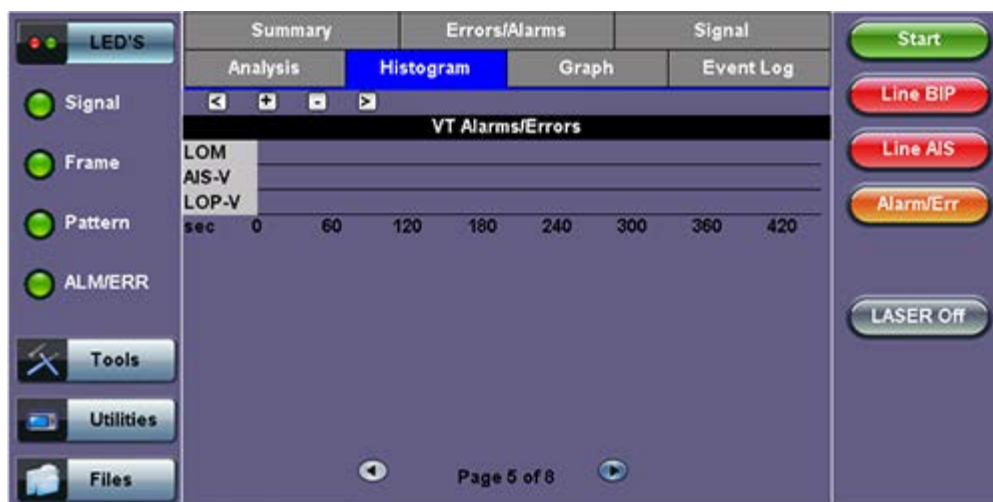 LED'S
Signal
Frame
Pattern
ALM/ERR
Tools
Utilities
Files
Summary Errors/Alarms Signal
Analysis Histogram Graph Event Log
< + - >
VT Alarms/Errors
LOM
AIS-V
LOP-V
sec 0 60 120 180 240 300 360 420
Page 5 of 8
Start
Line BIP
Line AIS
Alarm/Err
LASER Off